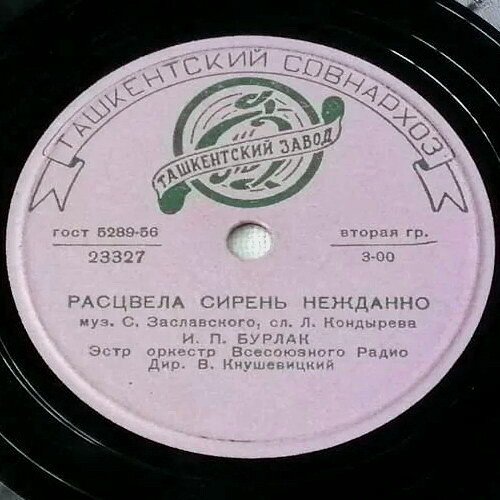 ТАШКЕНТСКИЙ СОВНАРХОЗ
ТАШКЕНТСКИЙ ЗАВОД
гост 5289-56
23327
вторая гр.
3-00
РАСЦВЕЛА СИРЕНЬ НЕЖДАННО
муз. С. Заславского, сл. Л. Кондырева
И. П. БУРЛАК
Эстр оркестр Всесоюзного Радио
Дир. В. Кнушевицкий